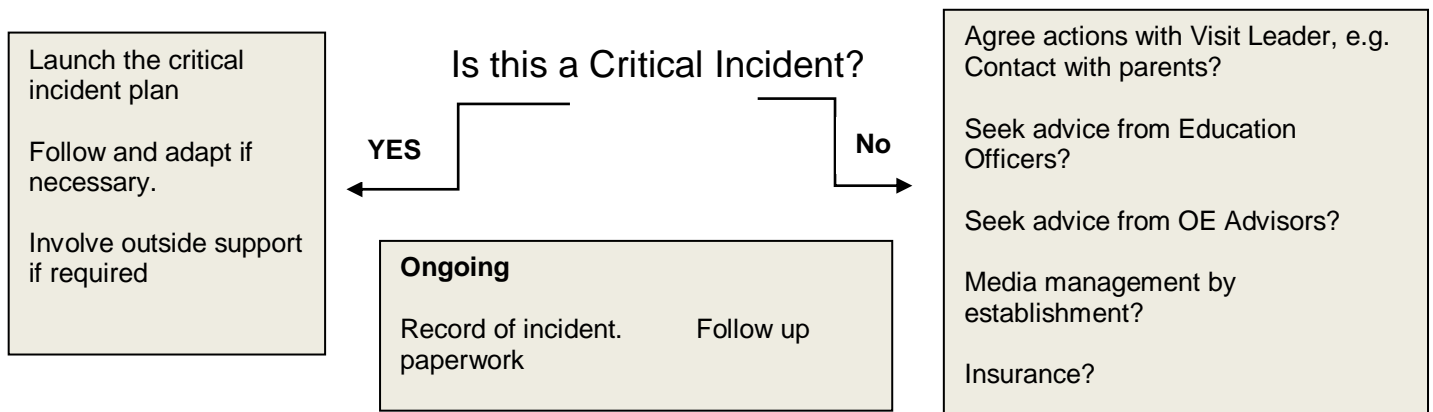 Is this a Critical Incident?
YES
No
Launch the critical
incident plan
Follow and adapt if
necessary.
Involve outside support
if required
Agree actions with Visit Leader, e.g.
Contact with parents?
Seek advice from Education
Officers?
Seek advice from OE Advisors?
Media management by
establishment?
Insurance?
Ongoing
Record of incident. Follow up
paperwork